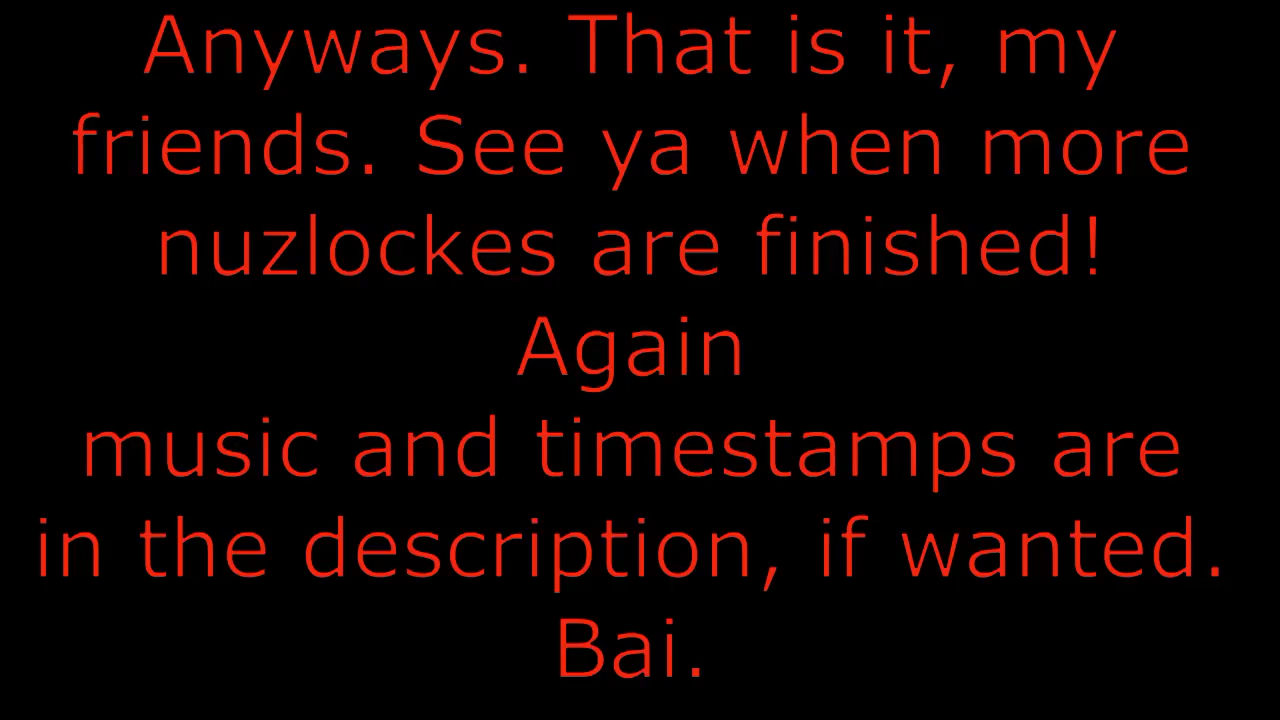 Anyways. That is it, my
friends. See ya when more
nuzlockes are finished!
Again
music and timestamps are
in the description, if wanted.
Bai.